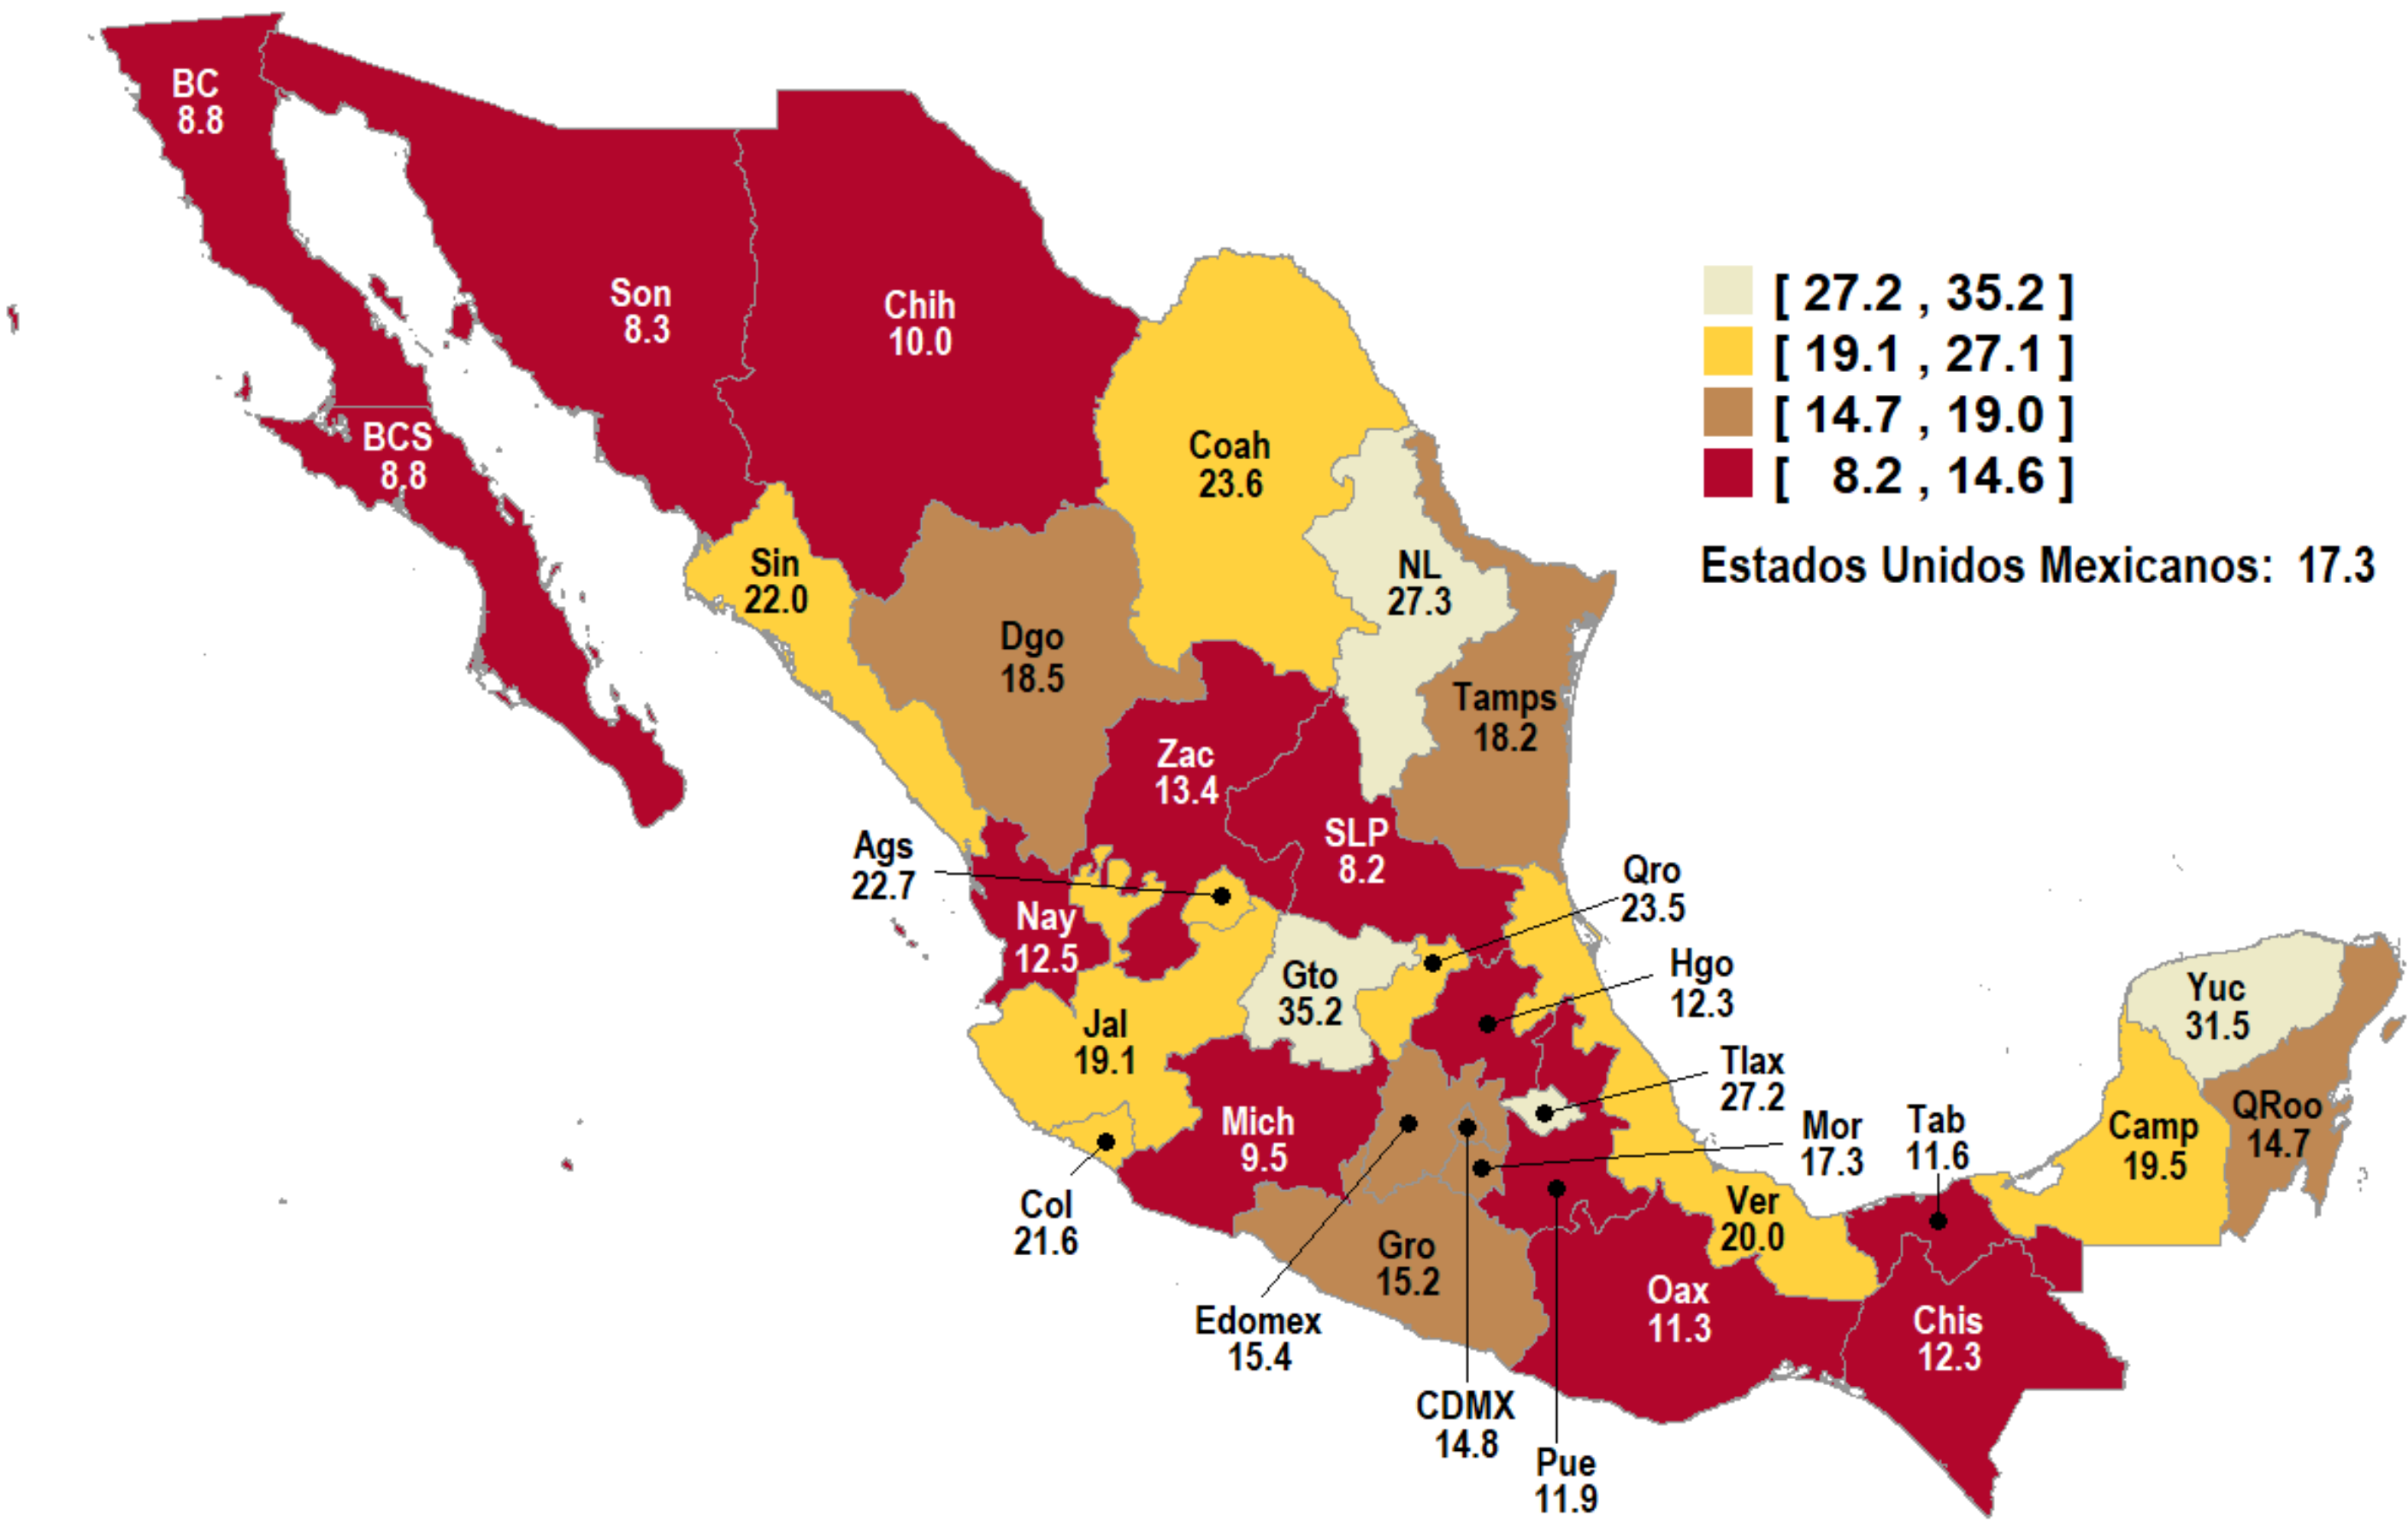 BC
8.8
Son
8.3
Chih
10.0
BCS
8.8
Coah
23.6
Sin
22.0
NL
27.3
Dgo
18.5
Tamps
18.2
Zac
13.4
SLP
8.2
Ags
22.7
Nay
12.5
Qro
23.5
Gto
35.2
Hgo
12.3
Jal
19.1
Tlax
27.2
Mich
9.5
Mor
17.3
Tab
11.6
Col
21.6
Ver
20.0
Gro
15.2
Edomex
15.4
CDMX
14.8
Pue
11.9
Oax
11.3
Chis
12.3
Yuc
31.5
Camp
19.5
QRoo
14.7
[ 27.2 , 35.2 ]
[ 19.1 , 27.1 ]
[ 14.7 , 19.0 ]
[ 8.2 , 14.6 ]
Estados Unidos Mexicanos: 17.3